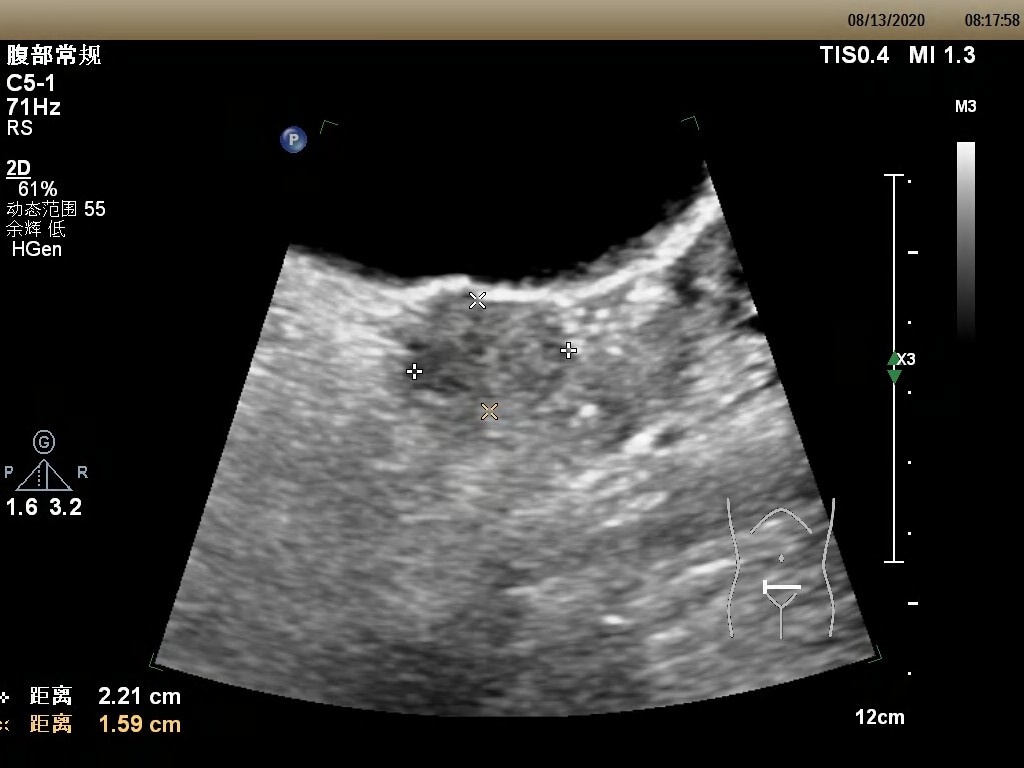 08/13/2020 08:17:58
腹部常规
TIS0.4 MI 1.3
C5-1
71Hz
RS
M3
P
2D
61%
动态范围 55
余辉 低
HGen
X3
G
P R
1.6 3.2
距离 2.21 cm
距离 1.59 cm
12cm